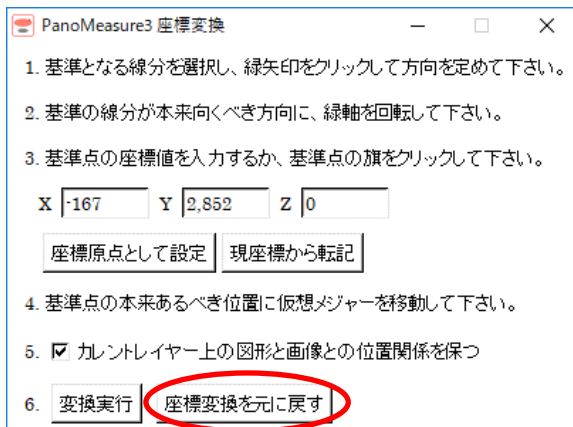 PanoMeasure3 座標変換
1. 基準となる線分を選択し、緑矢印をクリックして方向を定めて下さい。
2. 基準の線分が本来向くべき方向に、緑軸を回転して下さい。
3. 基準点の座標値を入力するか、基準点の旗をクリックして下さい。
X -167 Y 2,852 Z 0
座標原点として設定 現座標から転記
4. 基準点の本来あるべき位置に仮想メジャーを移動して下さい。
5. カレントレイヤー上の図形と画像との位置関係を保つ
6. 変換実行 座標変換を元に戻す